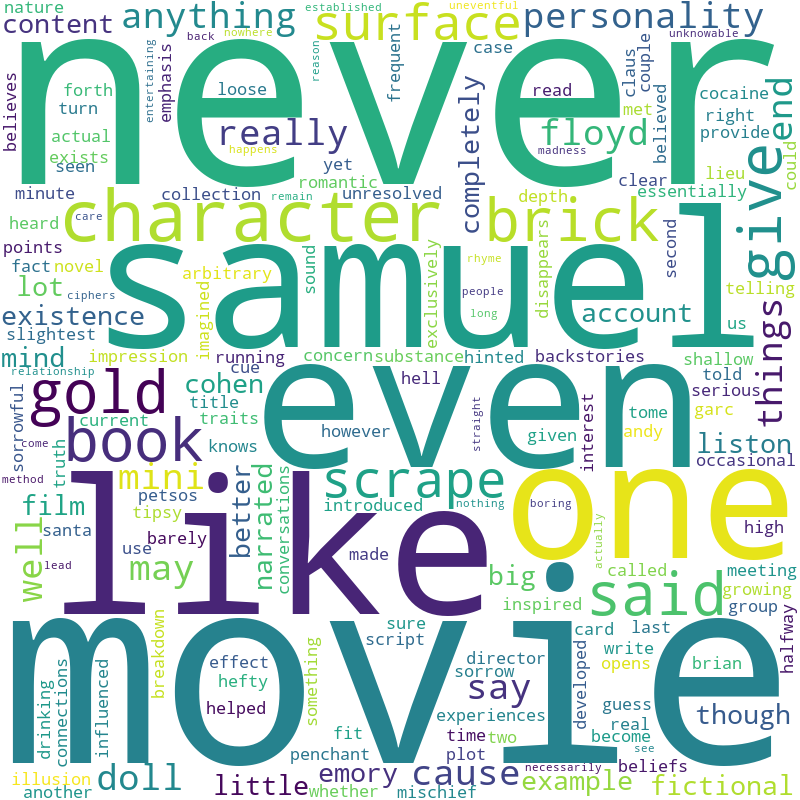 nature
established
uneventful
content
anything
surface
personality
back
nowhere
unknowable
never
believes
entertaining
emphasis
reason
frequent
case
claus
couple
forth
loose
read
cocaine
end
turn
really
floyd
met
right
actual
completely
believed
provide
could
exists
happens
madness
seen
yet
romantic
clear
lieu
give
minute
collection
remain
unresolved
depth
essentially
heard
care
character
brick
points
sound
exclusively
rhyme
disappears
second
fact
novel
arbitrary
samuel
telling
lot
ciphers
imagined
people
things
existence
long
account
us
slightest
mind
impression
running
concern
substance
hinted
backstories
shallow
relationship
cue
hell
told
gold
cohen
even
serious
title
tome
garc
sorrowful
current
traits
however
straight
given
interest
andy
come
book
truth
knows
liston
method
better
occasional
mini
scrape
one
film
petsos
introduced
nothing
boring
santa
tipsy
narrated
conversations
like
high
well
use
barely
made
actually
lead
may
big
called
meeting
inspired
said
growing
group
halfway
movie
sure
card
last
script
write
breakdown
effect
something
director
developed
opens
brian
drinking
connections
influenced
hefty
sorrow
guess
helped
say
real
though
experiences
become
fit
time
two
see
penchant
plot
necessarily
beliefs
illusion
doll
emory
cause
example
fictional
another
little
whether
mischief